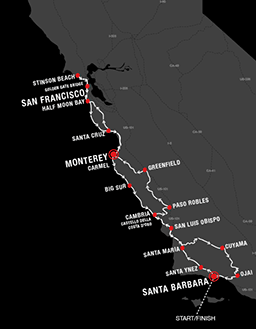 STINSON BEACH
GOLDEN GATE BRIDGE
SAN FRANCISCO
HALF MOON BAY
SANTA CRUZ
MONTEREY
CARMEL
GREENFIELD
BIG SUR
PASO ROBLES
CAMBRIA
CASTELLO DELLA
COSTA D'ORO
SAN LUIS OBISPO
SANTA MARIA
CUYAMA
SANTA YNEZ
OJAI
SANTA BARBARA
START/FINISH